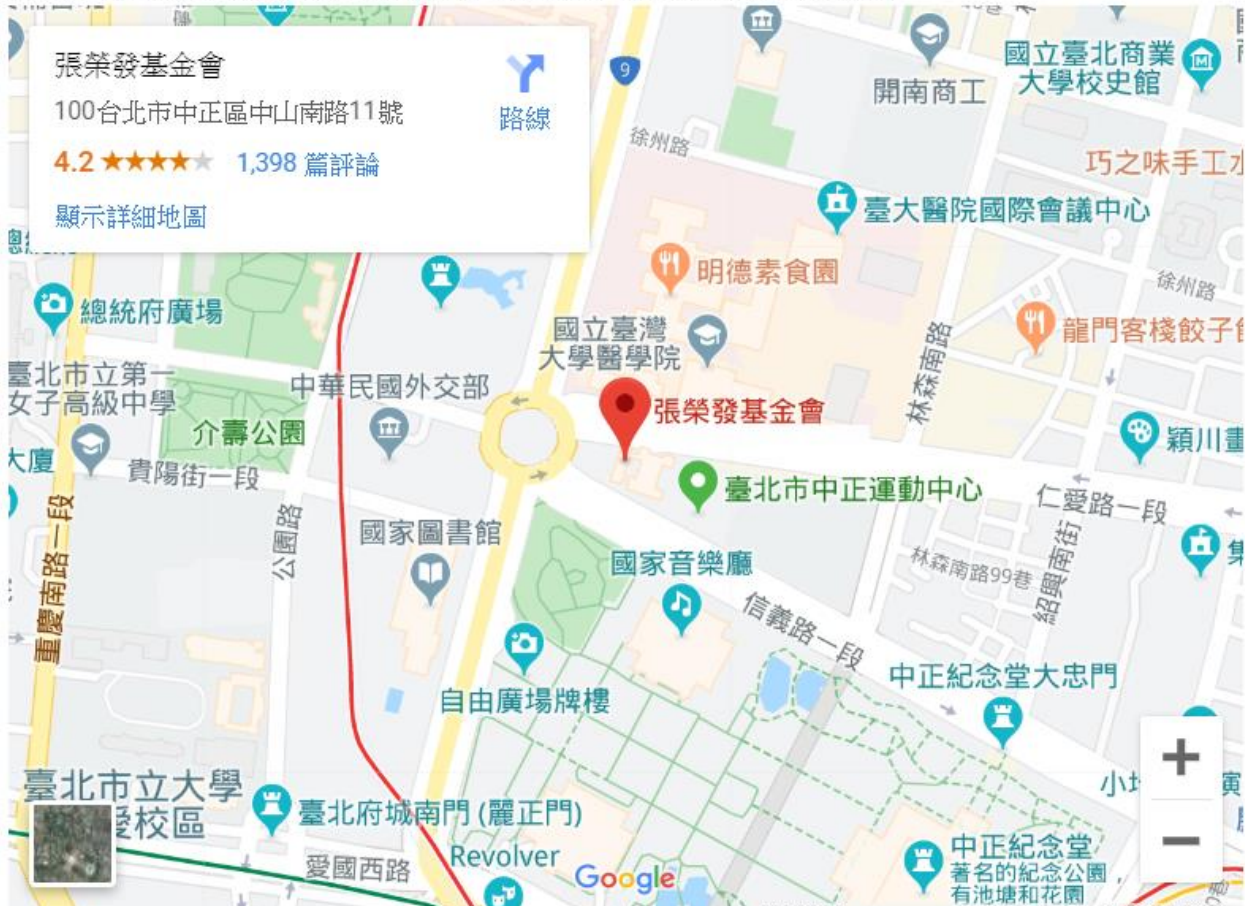 張榮發基金會
100台北市中正區中山南路11號
4.2
1,398 篇評論
顯示詳細地圖
路線
9
開南商工
國立臺北商業
大學校史館
徐州路
巧之味手工水
臺大醫院國際會議中心
明德素食園
徐州路
總統府廣場
國立臺灣
大學醫學院
林森南路
龍門客棧餃子館
臺北市立第一
女子高級中學
中華民國外交部
張榮發基金會
介壽公園
穎川畫
大廈
貴陽街一段
臺北市中正運動中心
仁愛路一段
重慶南路一段
公園路
國家圖書館
國家音樂廳
林森南路99巷
紹興南街
集
信義路一段
自由廣場牌樓
中正紀念堂大忠門
+
臺北市立大學
愛校區
臺北府城南門 (麗正門)
−
愛國西路
Revolver
Google
中正紀念堂
著名的紀念公園，
有池塘和花園